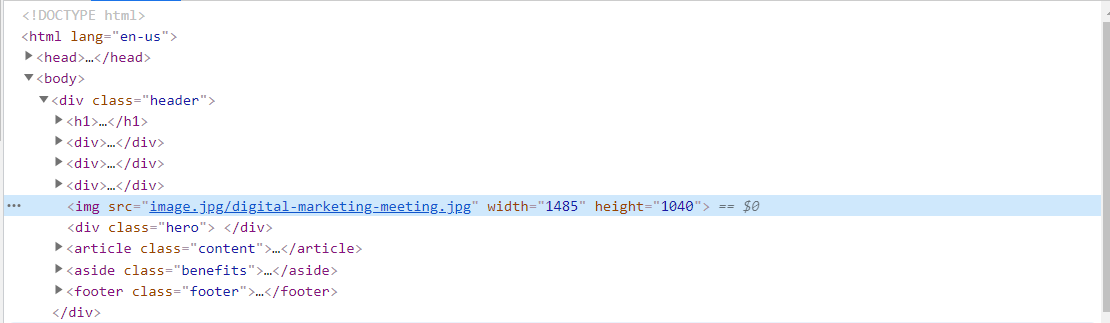 <!DOCTYPE html>
<html lang="en-us">
<head>…</head>
<body>
<div class="header">
<h1>…</h1>
<div>…</div>
<div>…</div>
<div>…</div>
<img src="image.jpg/digital-marketing-meeting.jpg" width="1485" height="1040"> == $0
<div class="hero"> </div>
<article class="content">…</article>
<aside class="benefits">…</aside>
<footer class="footer">…</footer>
</div>